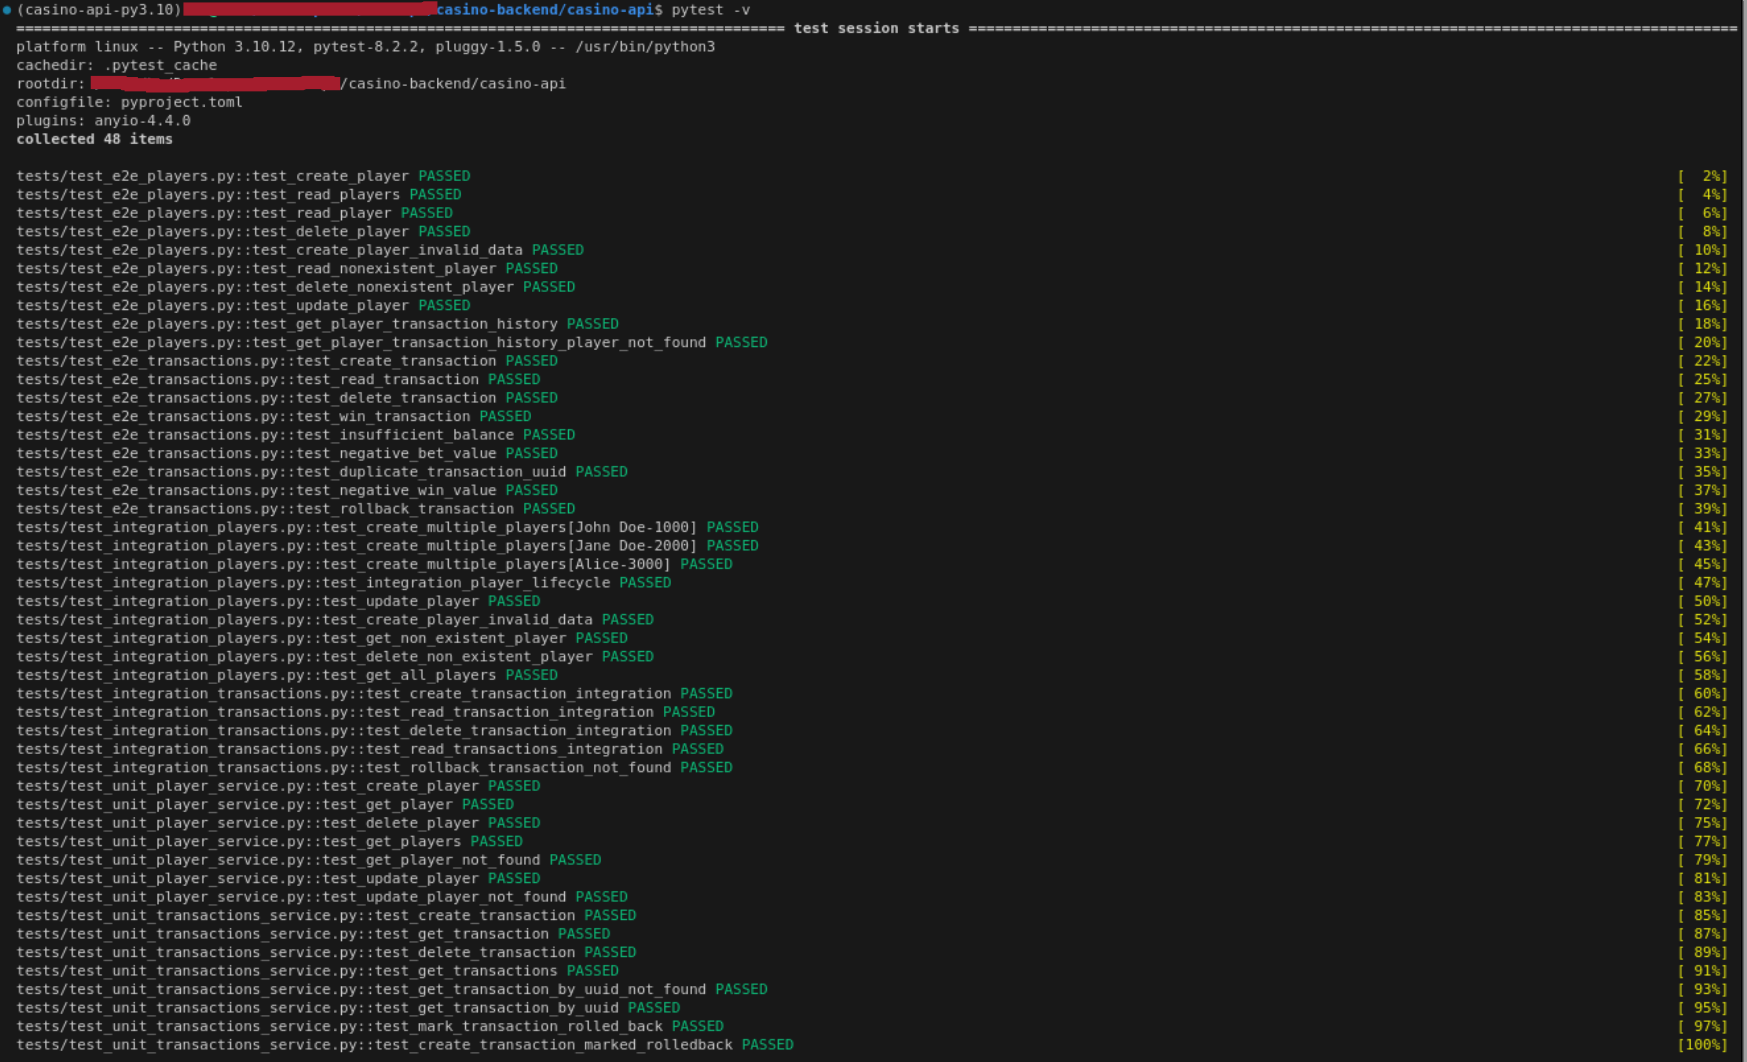 (casino-api-py3.10) casino-backend/casino-api$ pytest -v
======================================================================================== test session starts ========================================================================================
platform linux -- Python 3.10.12, pytest-8.2.2, pluggy-1.5.0 -- /usr/bin/python3
cachedir: .pytest_cache
rootdir: /casino-backend/casino-api
configfile: pyproject.toml
plugins: anyio-4.4.0
collected 48 items
tests/test_e2e_players.py::test_create_player PASSED [  2%]
tests/test_e2e_players.py::test_read_players PASSED [  4%]
tests/test_e2e_players.py::test_read_player PASSED [  6%]
tests/test_e2e_players.py::test_delete_player PASSED [  8%]
tests/test_e2e_players.py::test_create_player_invalid_data PASSED [ 10%]
tests/test_e2e_players.py::test_read_nonexistent_player PASSED [ 12%]
tests/test_e2e_players.py::test_delete_nonexistent_player PASSED [ 14%]
tests/test_e2e_players.py::test_update_player PASSED [ 16%]
tests/test_e2e_players.py::test_get_player_transaction_history PASSED [ 18%]
tests/test_e2e_players.py::test_get_player_transaction_history_player_not_found PASSED [ 20%]
tests/test_e2e_transactions.py::test_create_transaction PASSED [ 22%]
tests/test_e2e_transactions.py::test_read_transaction PASSED [ 25%]
tests/test_e2e_transactions.py::test_delete_transaction PASSED [ 27%]
tests/test_e2e_transactions.py::test_win_transaction PASSED [ 29%]
tests/test_e2e_transactions.py::test_insufficient_balance PASSED [ 31%]
tests/test_e2e_transactions.py::test_negative_bet_value PASSED [ 33%]
tests/test_e2e_transactions.py::test_duplicate_transaction_uuid PASSED [ 35%]
tests/test_e2e_transactions.py::test_negative_win_value PASSED [ 37%]
tests/test_e2e_transactions.py::test_rollback_transaction PASSED [ 39%]
tests/test_integration_players.py::test_create_multiple_players[John Doe-1000] PASSED [ 41%]
tests/test_integration_players.py::test_create_multiple_players[Jane Doe-2000] PASSED [ 43%]
tests/test_integration_players.py::test_create_multiple_players[Alice-3000] PASSED [ 45%]
tests/test_integration_players.py::test_integration_player_lifecycle PASSED [ 47%]
tests/test_integration_players.py::test_update_player PASSED [ 50%]
tests/test_integration_players.py::test_create_player_invalid_data PASSED [ 52%]
tests/test_integration_players.py::test_get_non_existent_player PASSED [ 54%]
tests/test_integration_players.py::test_delete_non_existent_player PASSED [ 56%]
tests/test_integration_players.py::test_get_all_players PASSED [ 58%]
tests/test_integration_transactions.py::test_create_transaction_integration PASSED [ 60%]
tests/test_integration_transactions.py::test_read_transaction_integration PASSED [ 62%]
tests/test_integration_transactions.py::test_delete_transaction_integration PASSED [ 64%]
tests/test_integration_transactions.py::test_read_transactions_integration PASSED [ 66%]
tests/test_integration_transactions.py::test_rollback_transaction_not_found PASSED [ 68%]
tests/test_unit_player_service.py::test_create_player PASSED [ 70%]
tests/test_unit_player_service.py::test_get_player PASSED [ 72%]
tests/test_unit_player_service.py::test_delete_player PASSED [ 75%]
tests/test_unit_player_service.py::test_get_players PASSED [ 77%]
tests/test_unit_player_service.py::test_get_player_not_found PASSED [ 79%]
tests/test_unit_player_service.py::test_update_player PASSED [ 81%]
tests/test_unit_player_service.py::test_update_player_not_found PASSED [ 83%]
tests/test_unit_transactions_service.py::test_create_transaction PASSED [ 85%]
tests/test_unit_transactions_service.py::test_get_transaction PASSED [ 87%]
tests/test_unit_transactions_service.py::test_delete_transaction PASSED [ 89%]
tests/test_unit_transactions_service.py::test_get_transactions PASSED [ 91%]
tests/test_unit_transactions_service.py::test_get_transaction_by_uuid_not_found PASSED [ 93%]
tests/test_unit_transactions_service.py::test_get_transaction_by_uuid PASSED [ 95%]
tests/test_unit_transactions_service.py::test_mark_transaction_rolled_back PASSED [ 97%]
tests/test_unit_transactions_service.py::test_create_transaction_marked_rolledback PASSED [100%]